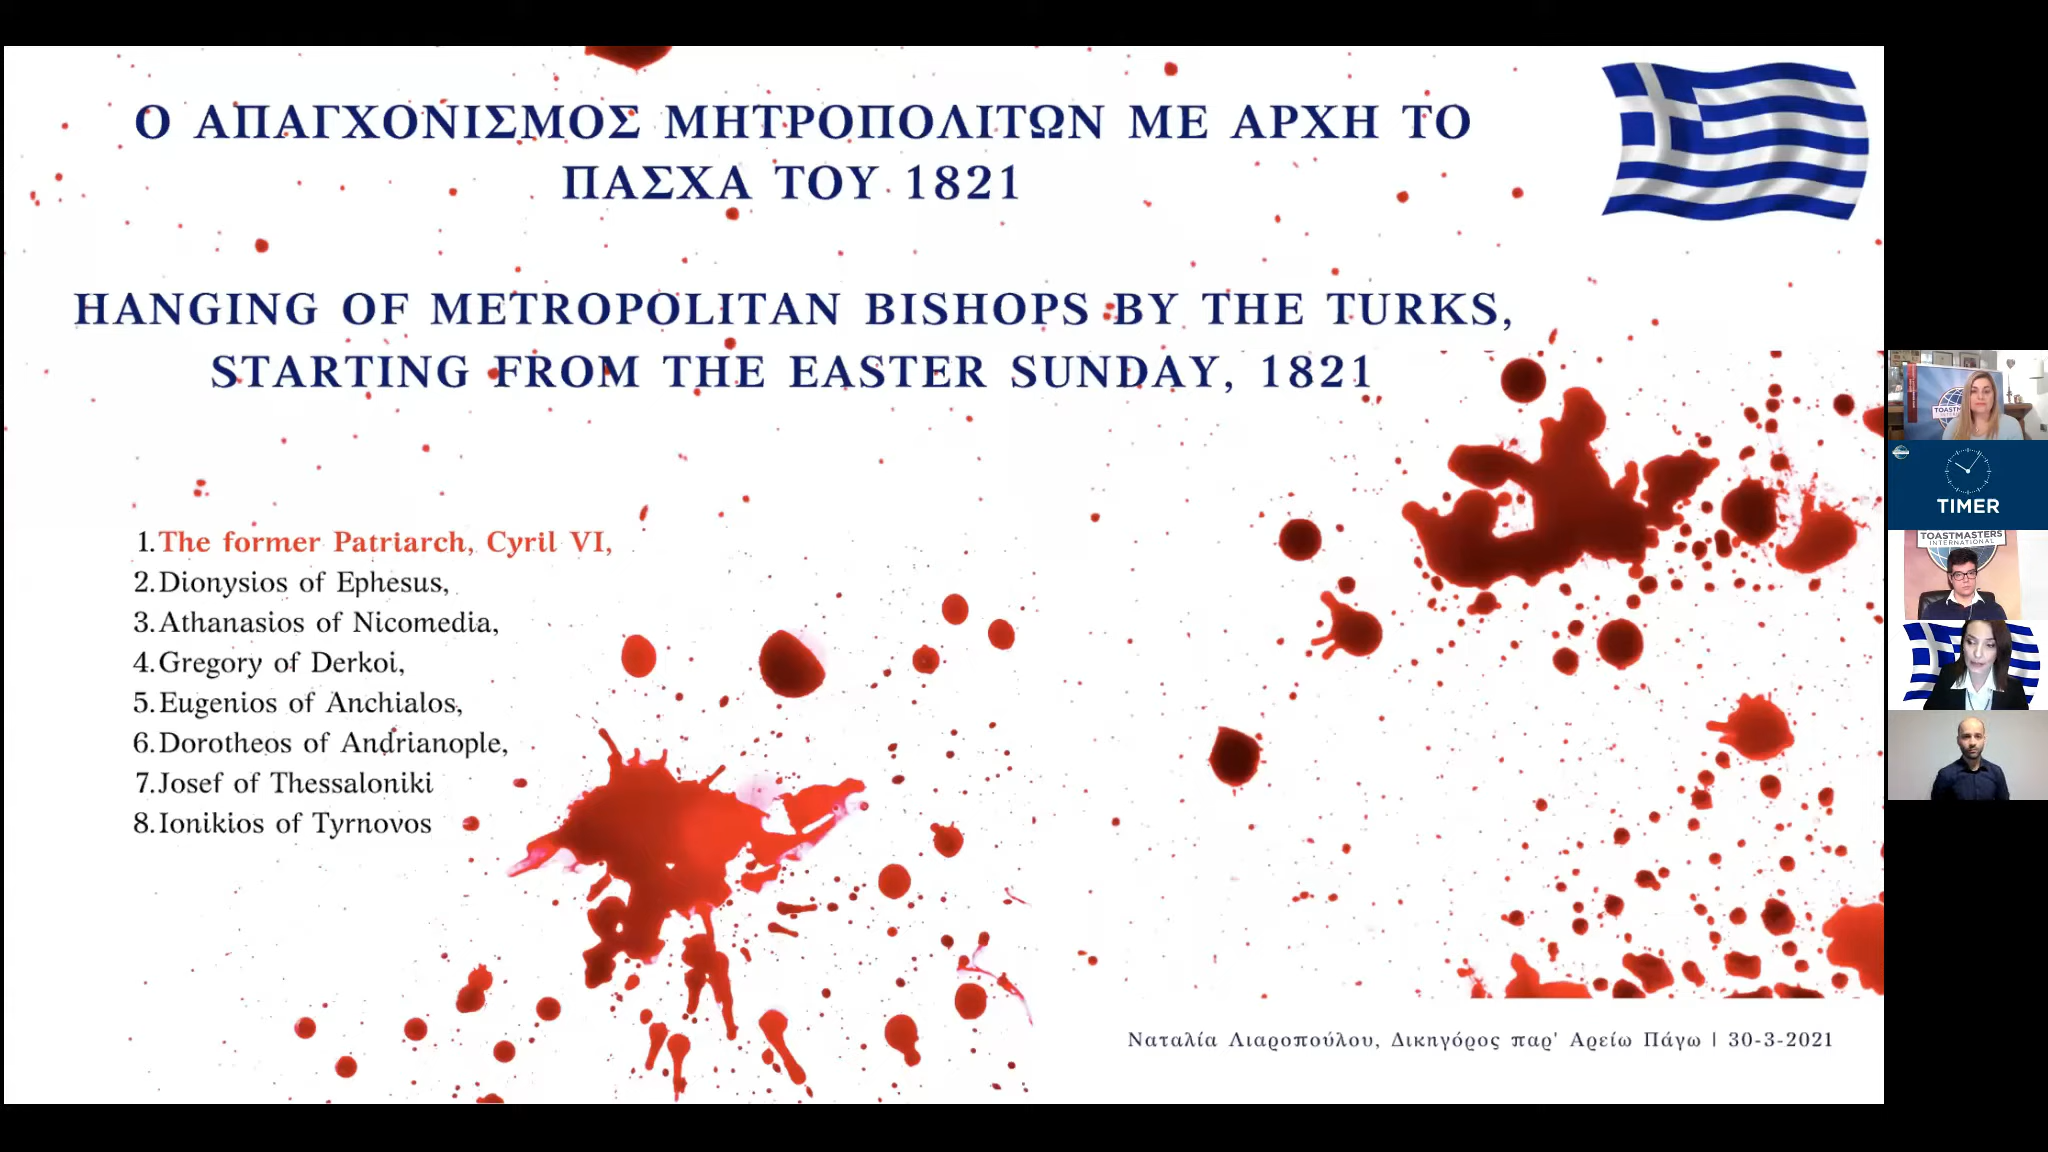 Ο ΑΠΑΓΧΟΝΙΣΜΟΣ ΜΗΤΡΟΠΟΛΙΤΩΝ ΜΕ ΑΡΧΗ ΤΟ
ΠΑΣΧΑ ΤΟΥ 1821
HANGING OF METROPOLITAN BISHOPS BY THE TURKS,
STARTING FROM THE EASTER SUNDAY, 1821
1. The former Patriarch, Cyril VI,
2. Dionysios of Ephesus,
3. Athanasios of Nicomedia,
4. Gregory of Derkoi,
5. Eugenios of Anchialos,
6. Dorotheos of Andrianople,
7. Josef of Thessaloniki
8. Ionikios of Tyrnovos
Ναταλία Λιαροπούλου, Δικηγόρος παρ' Αρείω Πάγω | 30-3-2021
TIMER
TOASTMASTERS
INTERNATIONAL